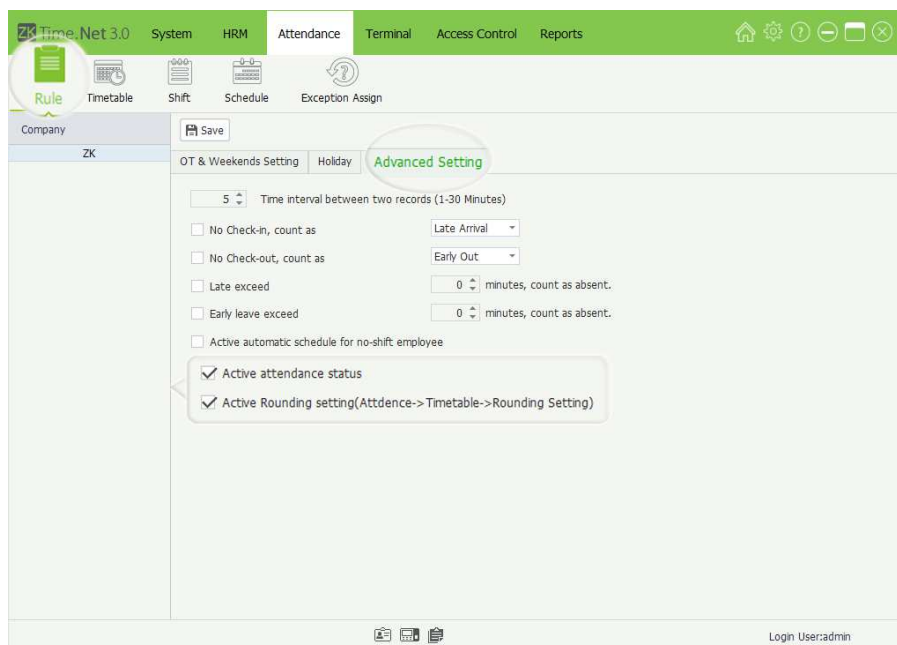 ZKTime.Net 3.0 System HRM Attendance Terminal Access Control Reports
Rule Timetable Shift Schedule Exception Assign
Company
ZK
Save
OT & Weekends Setting Holiday Advanced Setting
5 Time interval between two records (1-30 Minutes)
No Check-in, count as Late Arrival
No Check-out, count as Early Out
Late exceed 0 minutes, count as absent.
Early leave exceed 0 minutes, count as absent.
Active automatic schedule for no-shift employee
Active attendance status
Active Rounding setting(Attdence->Timetable->Rounding Setting)
Login User:admin